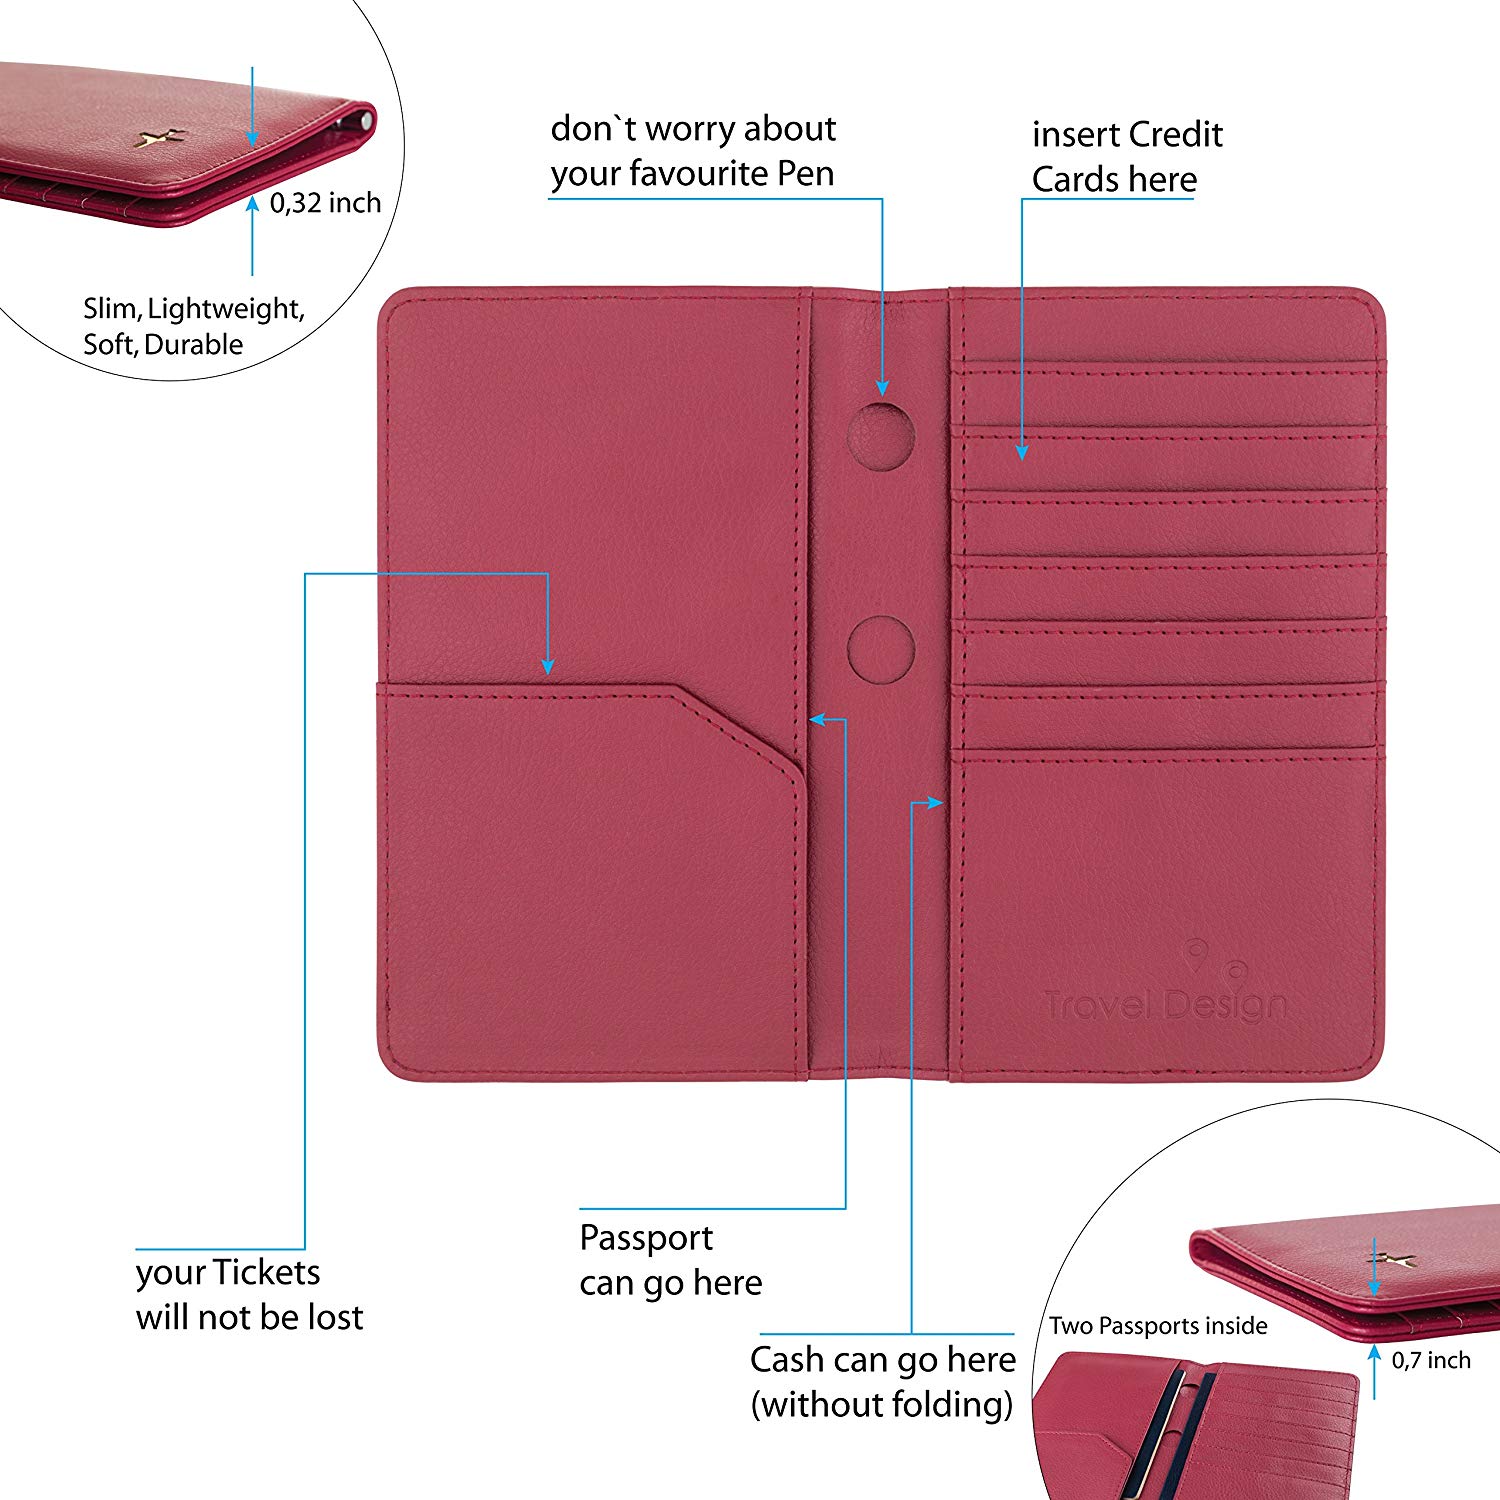 don`t worry about
your favourite Pen
insert Credit
Cards here
0,32 inch
Slim, Lightweight,
Soft, Durable
Travel Design
your Tickets
will not be lost
Passport
can go here
Cash can go here
(without folding)
Two Passports inside
0,7 inch